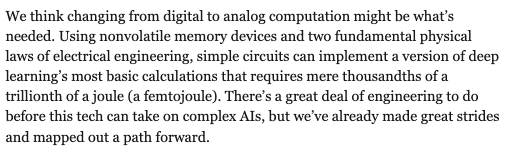 We think changing from digital to analog computation might be what’s
needed. Using nonvolatile memory devices and two fundamental physical
laws of electrical engineering, simple circuits can implement a version of deep
learning’s most basic calculations that requires mere thousandths of a
trillionth of a joule (a femtojoule). There’s a great deal of engineering to do
before this tech can take on complex AIs, but we’ve already made great strides
and mapped out a path forward.